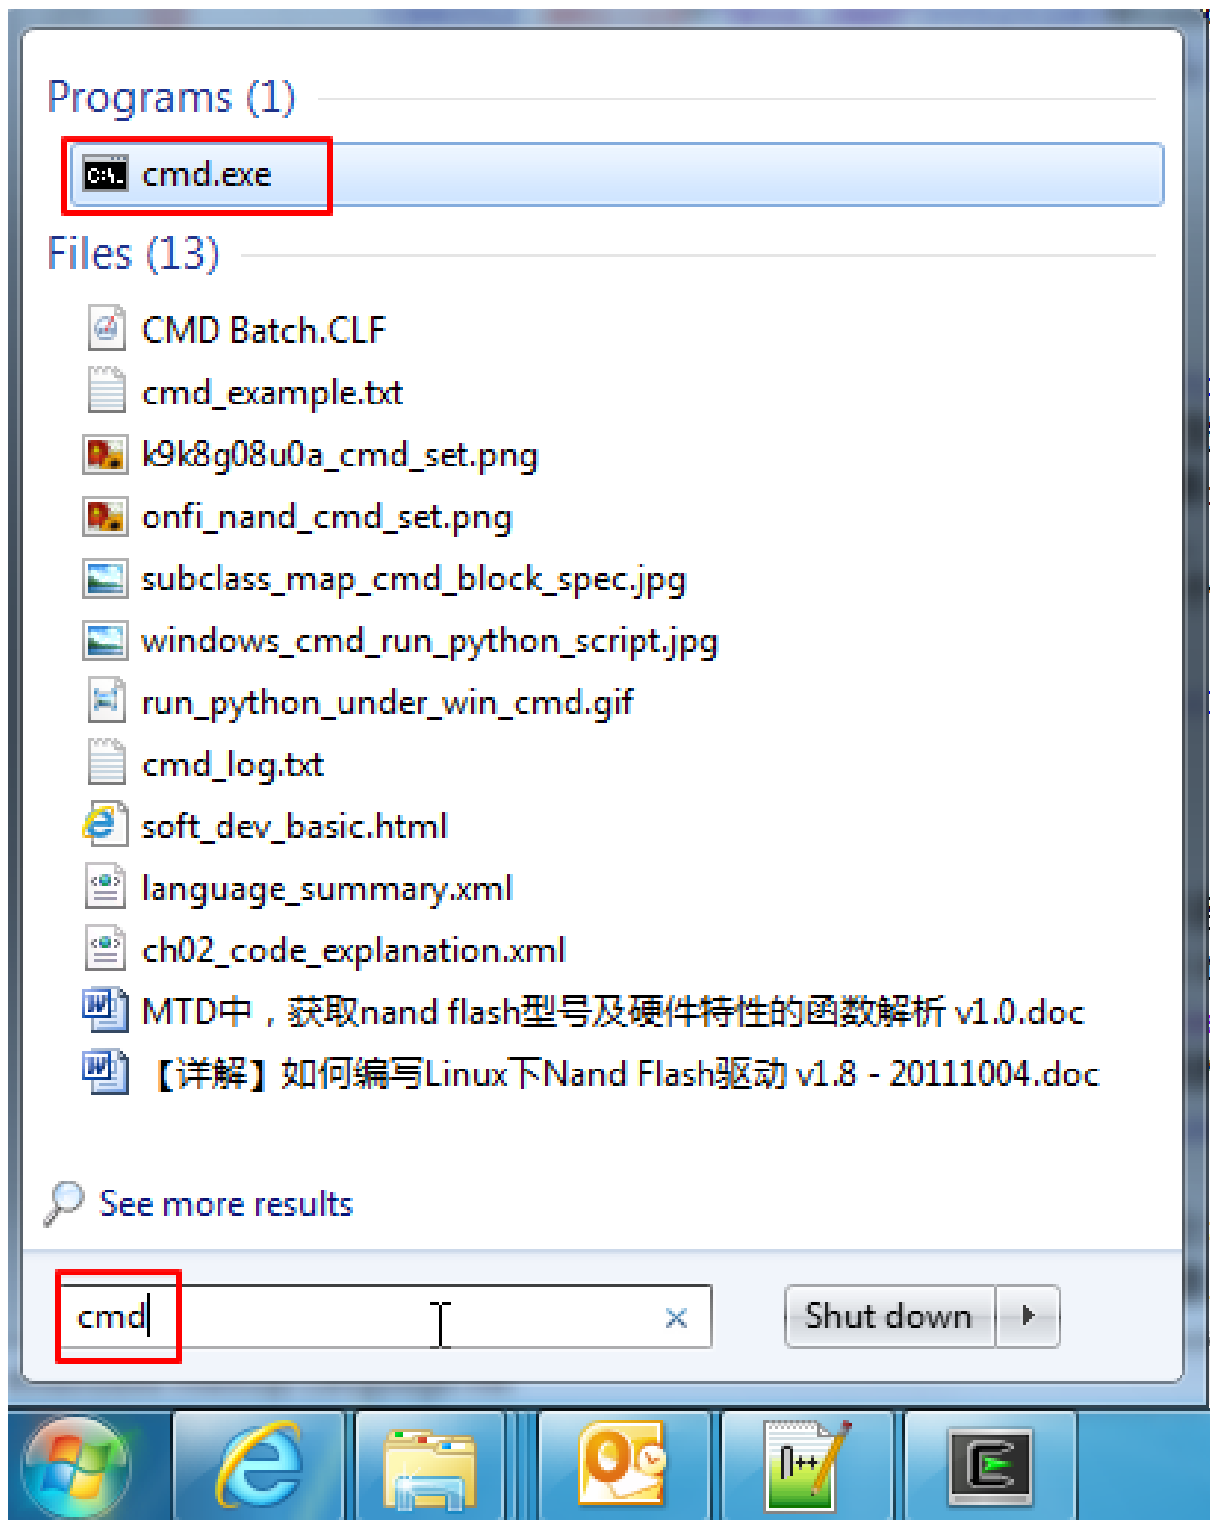 Programs (1)
cmd.exe
Files (13)
CMD Batch.CLF
cmd_example.txt
k9k8g08u0a_cmd_set.png
onfi_nand_cmd_set.png
subclass_map_cmd_block_spec.jpg
windows_cmd_run_python_script.jpg
run_python_under_win_cmd.gif
cmd_log.txt
soft_dev_basic.html
language_summary.xml
ch02_code_explanation.xml
MTD中，获取nand flash型号及硬件特性的函数解析 v1.0.doc
【详解】如何编写Linux下Nand Flash驱动 v1.8 - 20111004.doc
See more results
cmd
Shut down